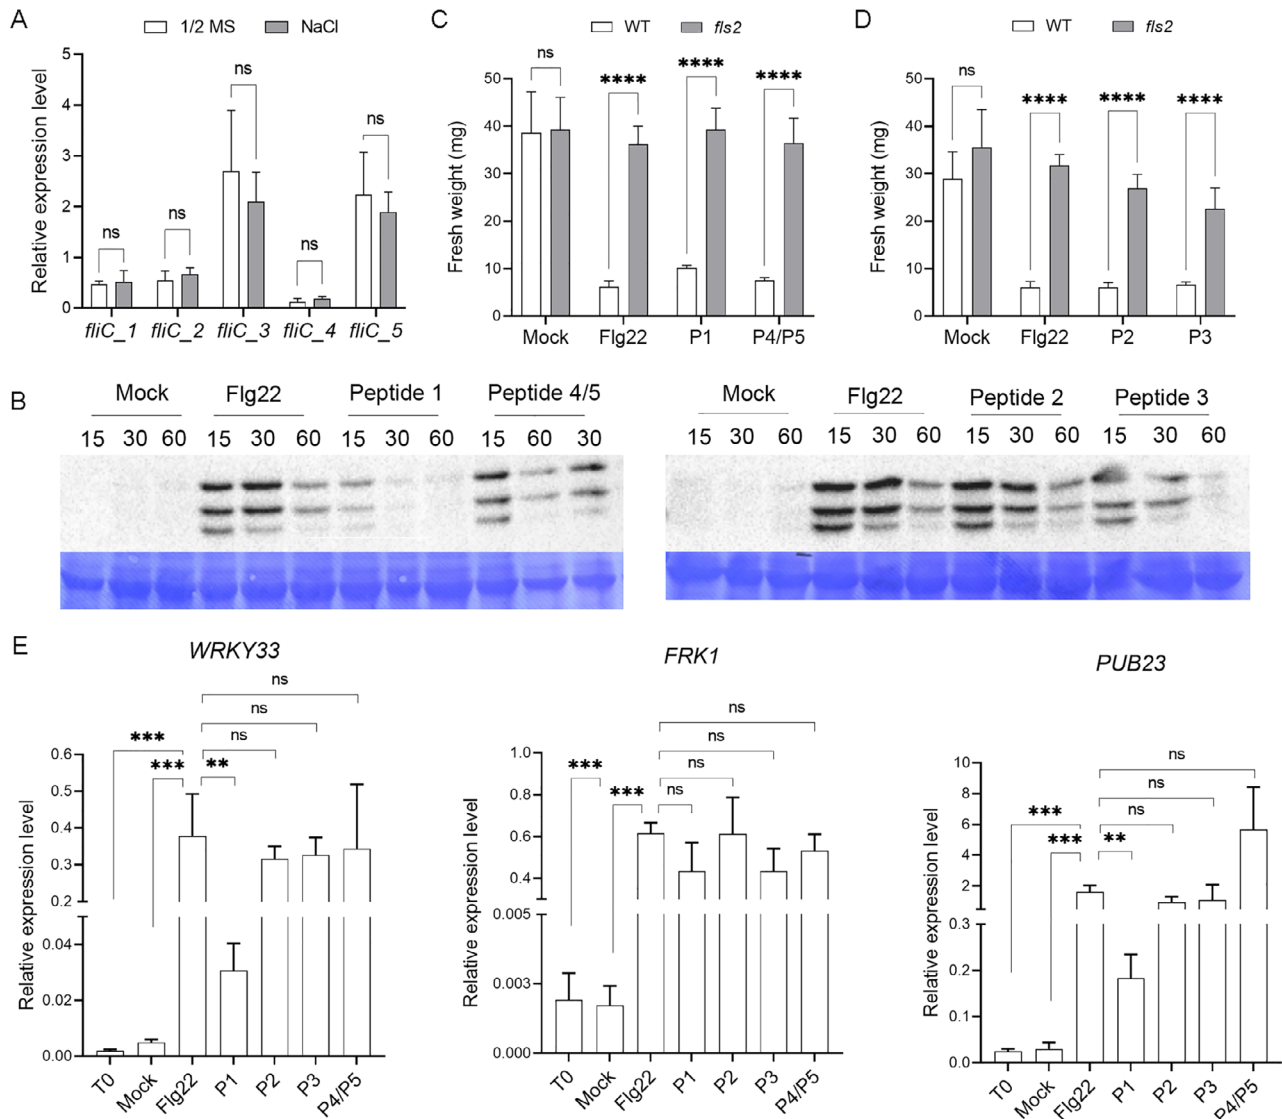 A
1/2 MS NaCl
Relative expression level
5
4
3
2
1
0
ns ns ns ns ns
fliC_1 fliC_2 fliC_3 fliC_4 fliC_5
C
WT fls2
Fresh weight (mg)
50
40
30
20
10
0
ns **** **** ****
Mock Flg22 P1 P4/P5
D
WT fls2
Fresh weight (mg)
50
40
30
20
10
0
ns **** **** ****
Mock Flg22 P2 P3
B
Mock Flg22 Peptide 1 Peptide 4/5
15 30 60 15 30 60 15 30 60 15 60 30
Mock Flg22 Peptide 2 Peptide 3
15 30 60 15 30 60 15 30 60 15 30 60
E
WRKY33
Relative expression level
0.6
0.5
0.4
0.3
0.2
0.04
0.02
0.00
ns
ns
*** ns
*** **
T0 Mock Flg22 P1 P2 P3 P4/P5
FRK1
Relative expression level
1.0
0.8
0.6
0.4
0.005
0.003
0.000
ns
ns
*** ns
*** ns
T0 Mock Flg22 P1 P2 P3 P4/P5
PUB23
Relative expression level
10
8
6
4
2
0.3
0.2
0.1
0.0
ns
ns
*** ns
*** **
T0 Mock Flg22 P1 P2 P3 P4/P5